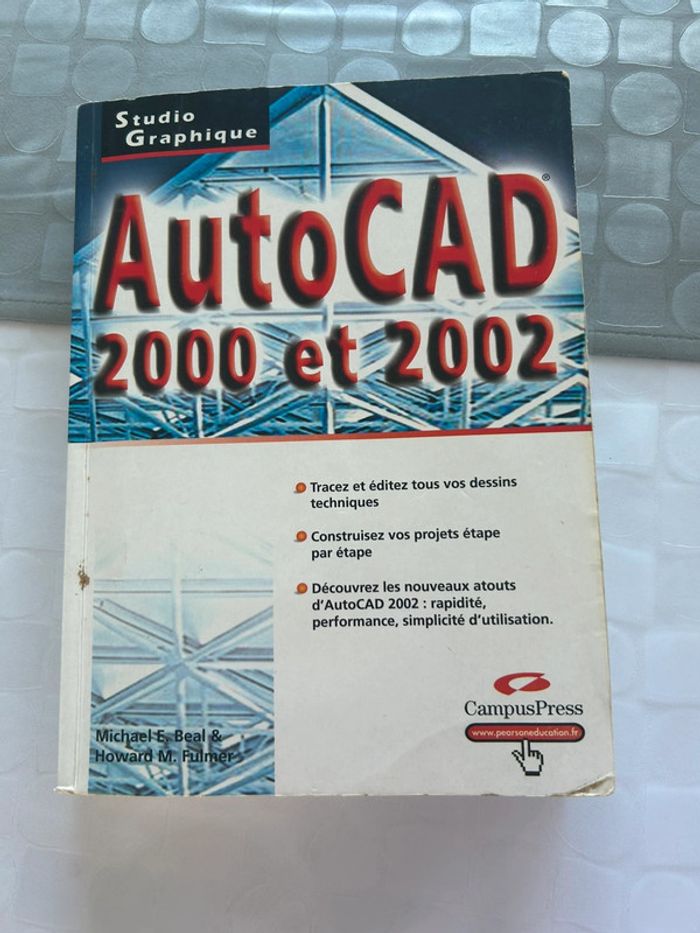 Studio
Graphique
AutoCAD®
2000 et 2002
Tracez et éditez tous vos dessins
techniques
Construisez vos projets étape
par étape
Découvrez les nouveaux atouts
d'AutoCAD 2002 : rapidité,
performance, simplicité d'utilisation.
CampusPress
www.pearsoneducation.fr
Michael E. Beal &
Howard M. Fulmer